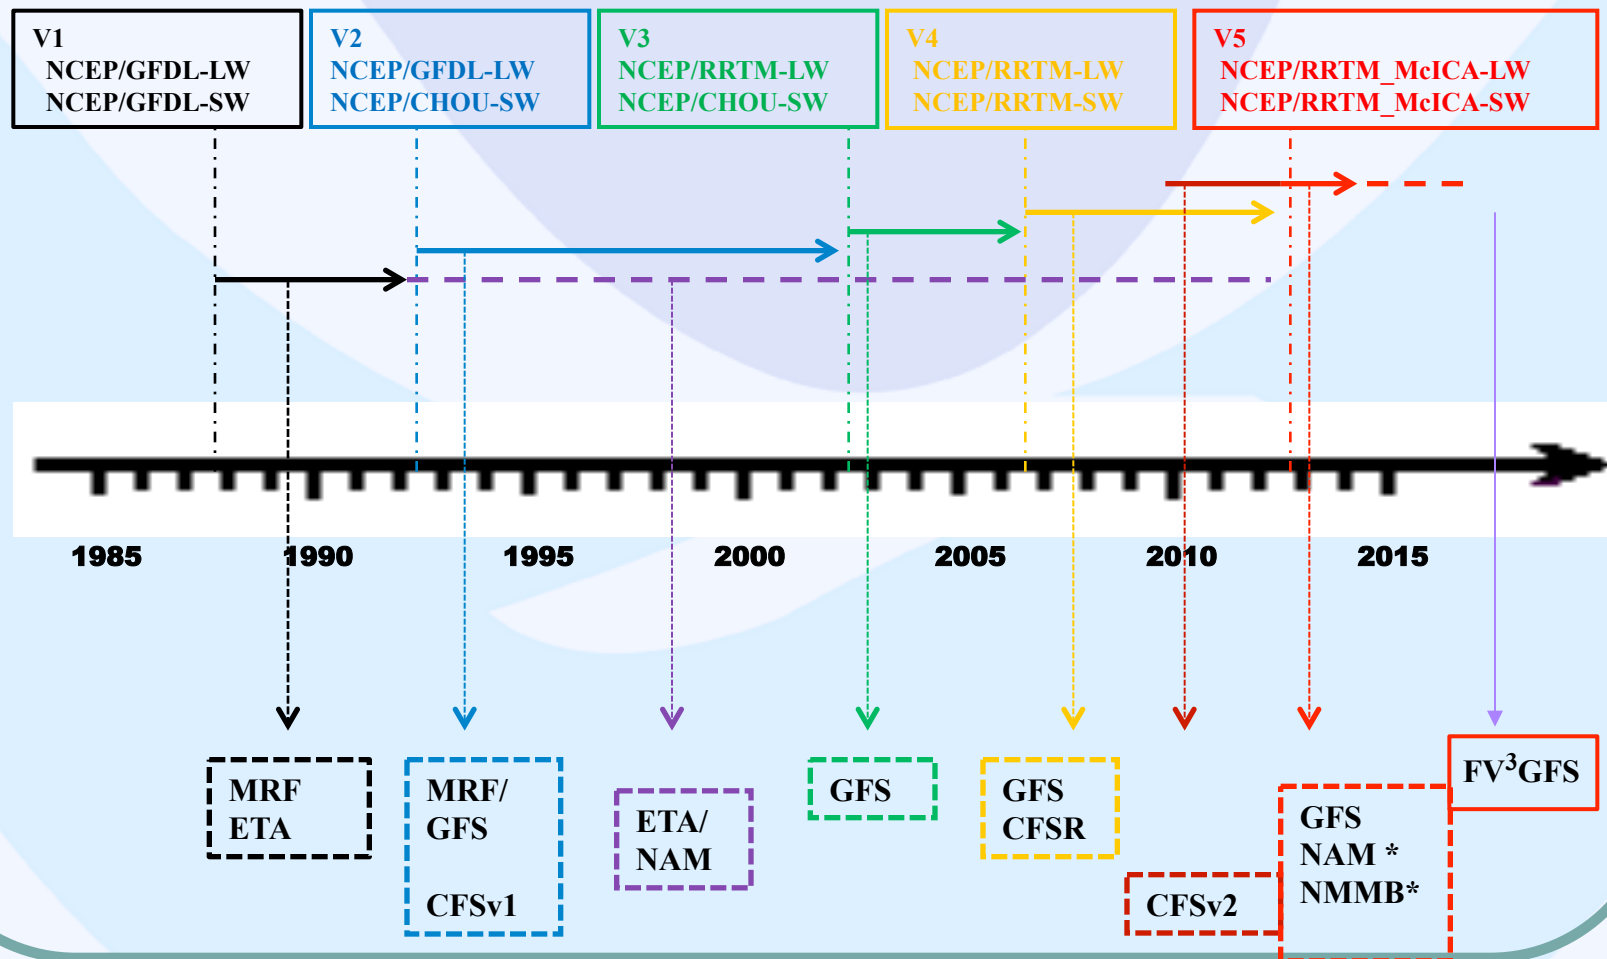 V1
NCEP/GFDL-LW
NCEP/GFDL-SW
V2
NCEP/GFDL-LW
NCEP/CHOU-SW
V3
NCEP/RRTM-LW
NCEP/CHOU-SW
V4
NCEP/RRTM-LW
NCEP/RRTM-SW
V5
NCEP/RRTM_McICA-LW
NCEP/RRTM_McICA-SW
1985 1990 1995 2000 2005 2010 2015
MRF
ETA
MRF/
GFS
CFSv1
ETA/
NAM
GFS
GFS
CFSR
CFSv2
GFS
NAM *
NMMB*
FV³GFS